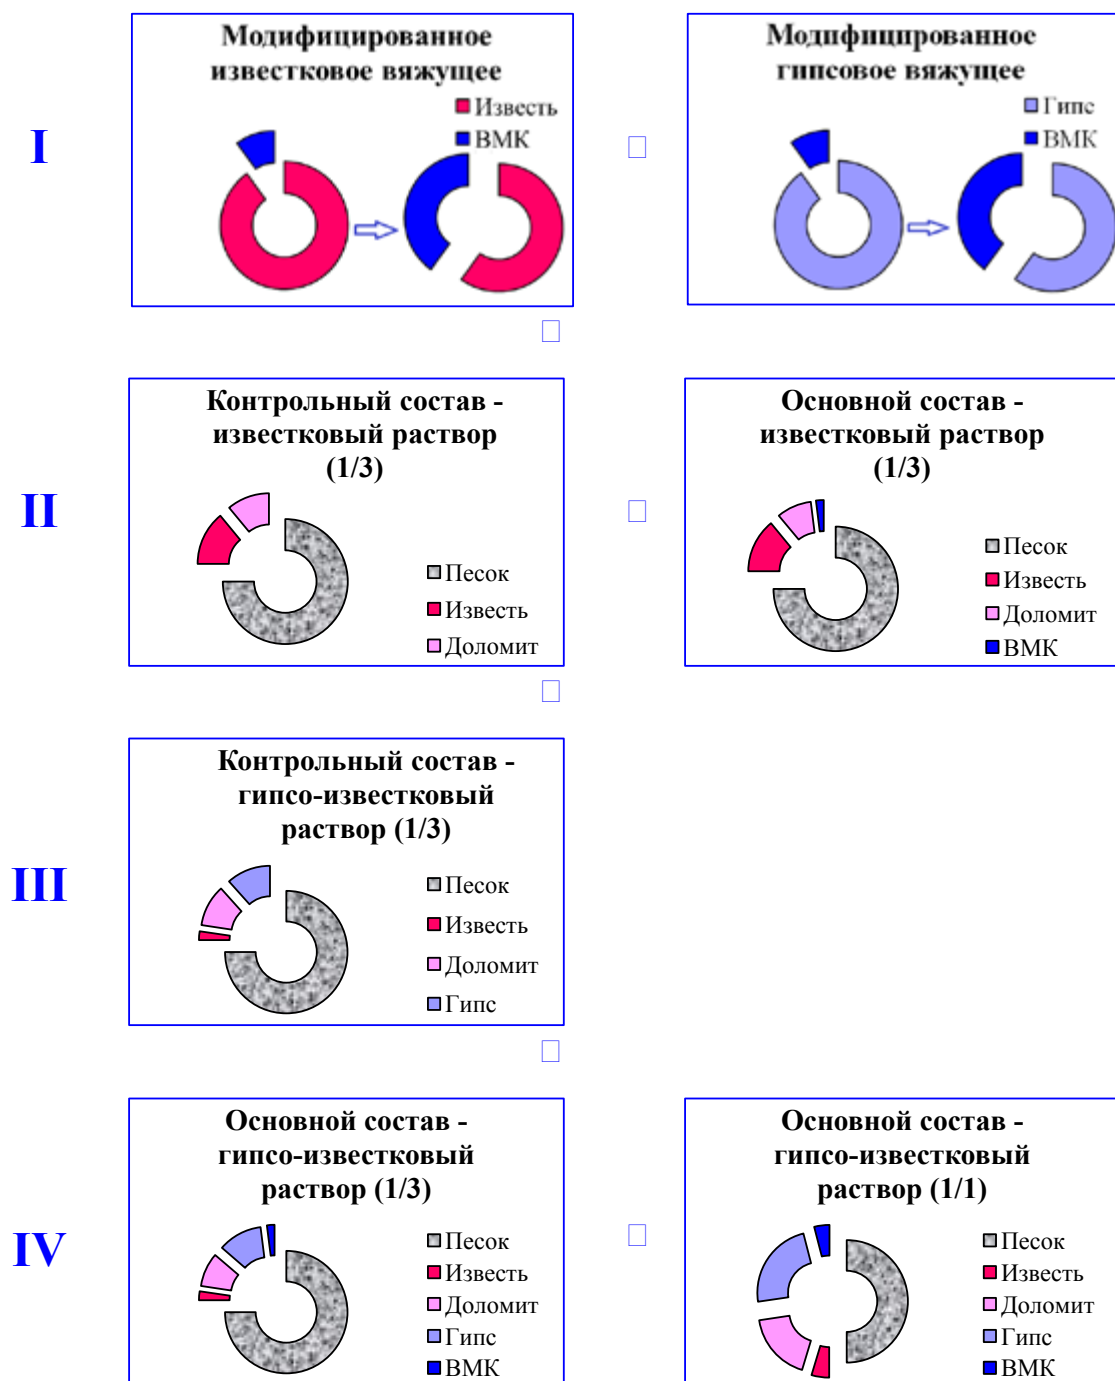 I
Модифицированное
известковое вяжущее
Известь
ВМК
Модифицированное
гипсовое вяжущее
Гипс
ВМК
II
Контрольный состав -
известковый раствор
(1/3)
Песок
Известь
Доломит
Основной состав -
известковый раствор
(1/3)
Песок
Известь
Доломит
ВМК
III
Контрольный состав -
гипсо-известковый
раствор (1/3)
Песок
Известь
Доломит
Гипс
IV
Основной состав -
гипсо-известковый
раствор (1/3)
Песок
Известь
Доломит
Гипс
ВМК
Основной состав -
гипсо-известковый
раствор (1/1)
Песок
Известь
Доломит
Гипс
ВМК